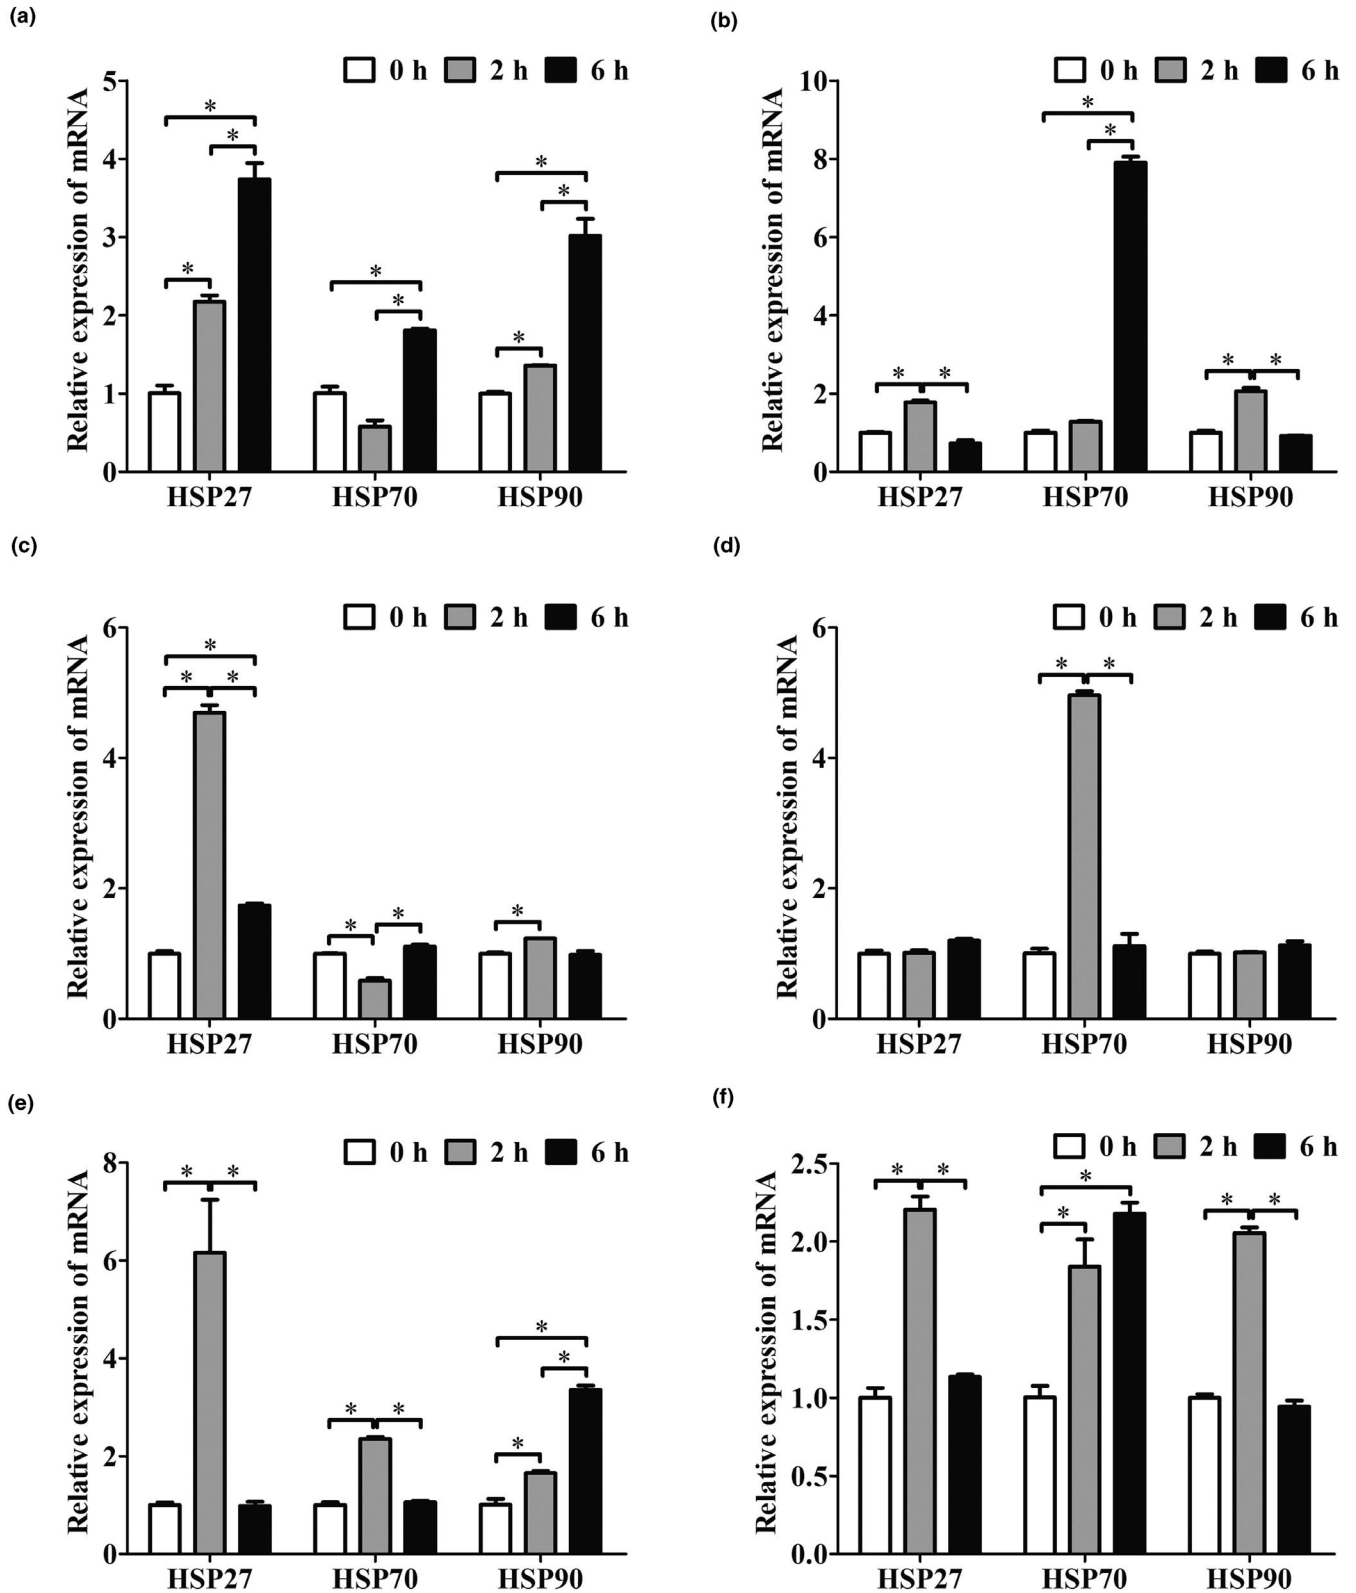 (a)
0 h 2 h 6 h
Relative expression of mRNA
5
4
3
2
1
0
* * * * * * * *
HSP27 HSP70 HSP90
(b)
0 h 2 h 6 h
Relative expression of mRNA
10
8
6
4
2
0
* * * * * *
HSP27 HSP70 HSP90
(c)
0 h 2 h 6 h
Relative expression of mRNA
6
4
2
0
* * * * * *
HSP27 HSP70 HSP90
(d)
0 h 2 h 6 h
Relative expression of mRNA
6
4
2
0
* *
HSP27 HSP70 HSP90
(e)
0 h 2 h 6 h
Relative expression of mRNA
8
6
4
2
0
* * * * * * *
HSP27 HSP70 HSP90
(f)
0 h 2 h 6 h
Relative expression of mRNA
2.5
2.0
1.5
1.0
0.5
0.0
* * * * * *
HSP27 HSP70 HSP90